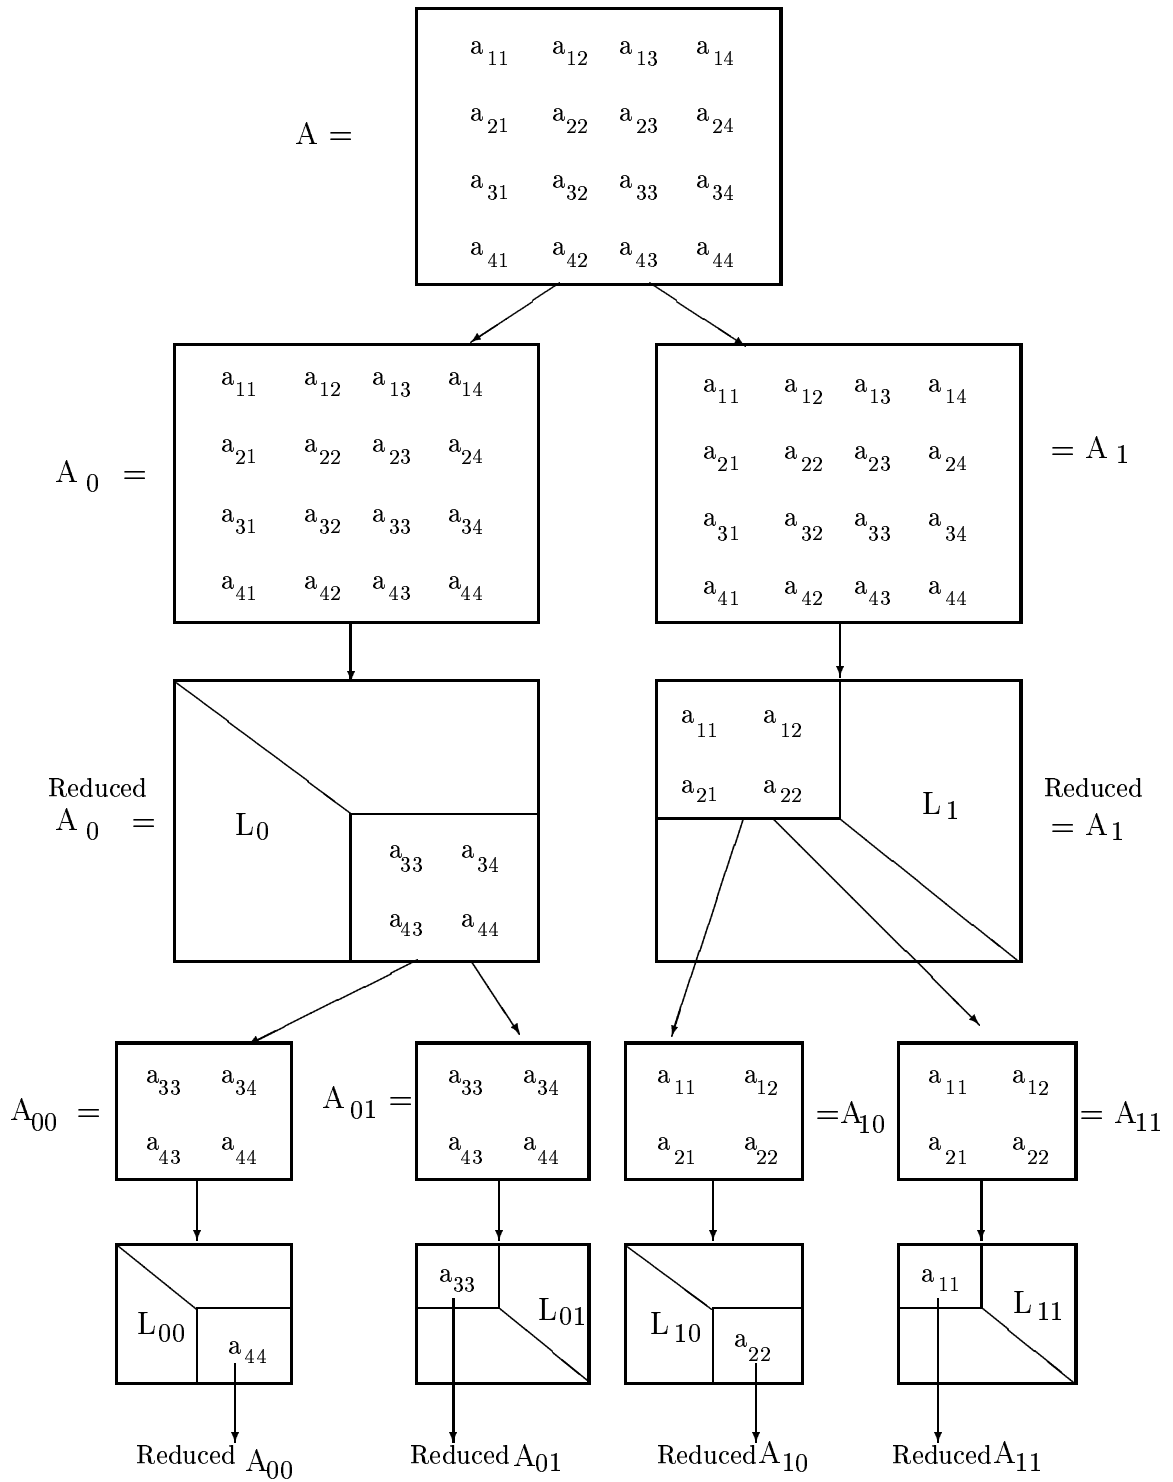 a11 a12 a13 a14
a21 a22 a23 a24
A =
a31 a32 a33 a34
a41 a42 a43 a44
a11 a12 a13 a14
a21 a22 a23 a24
A0 =
a31 a32 a33 a34
a41 a42 a43 a44
a11 a12 a13 a14
a21 a22 a23 a24
= A1
a31 a32 a33 a34
a41 a42 a43 a44
Reduced
A0 =
L0
a33 a34
a43 a44
a11 a12
a21 a22
L1
Reduced
= A1
A00 =
a33 a34
a43 a44
A01 =
a33 a34
a43 a44
a11 a12
a21 a22
=A10
a11 a12
a21 a22
= A11
L00
a44
a33
L01
L10
a22
a11
L11
Reduced A00
Reduced A01
Reduced A10
Reduced A11